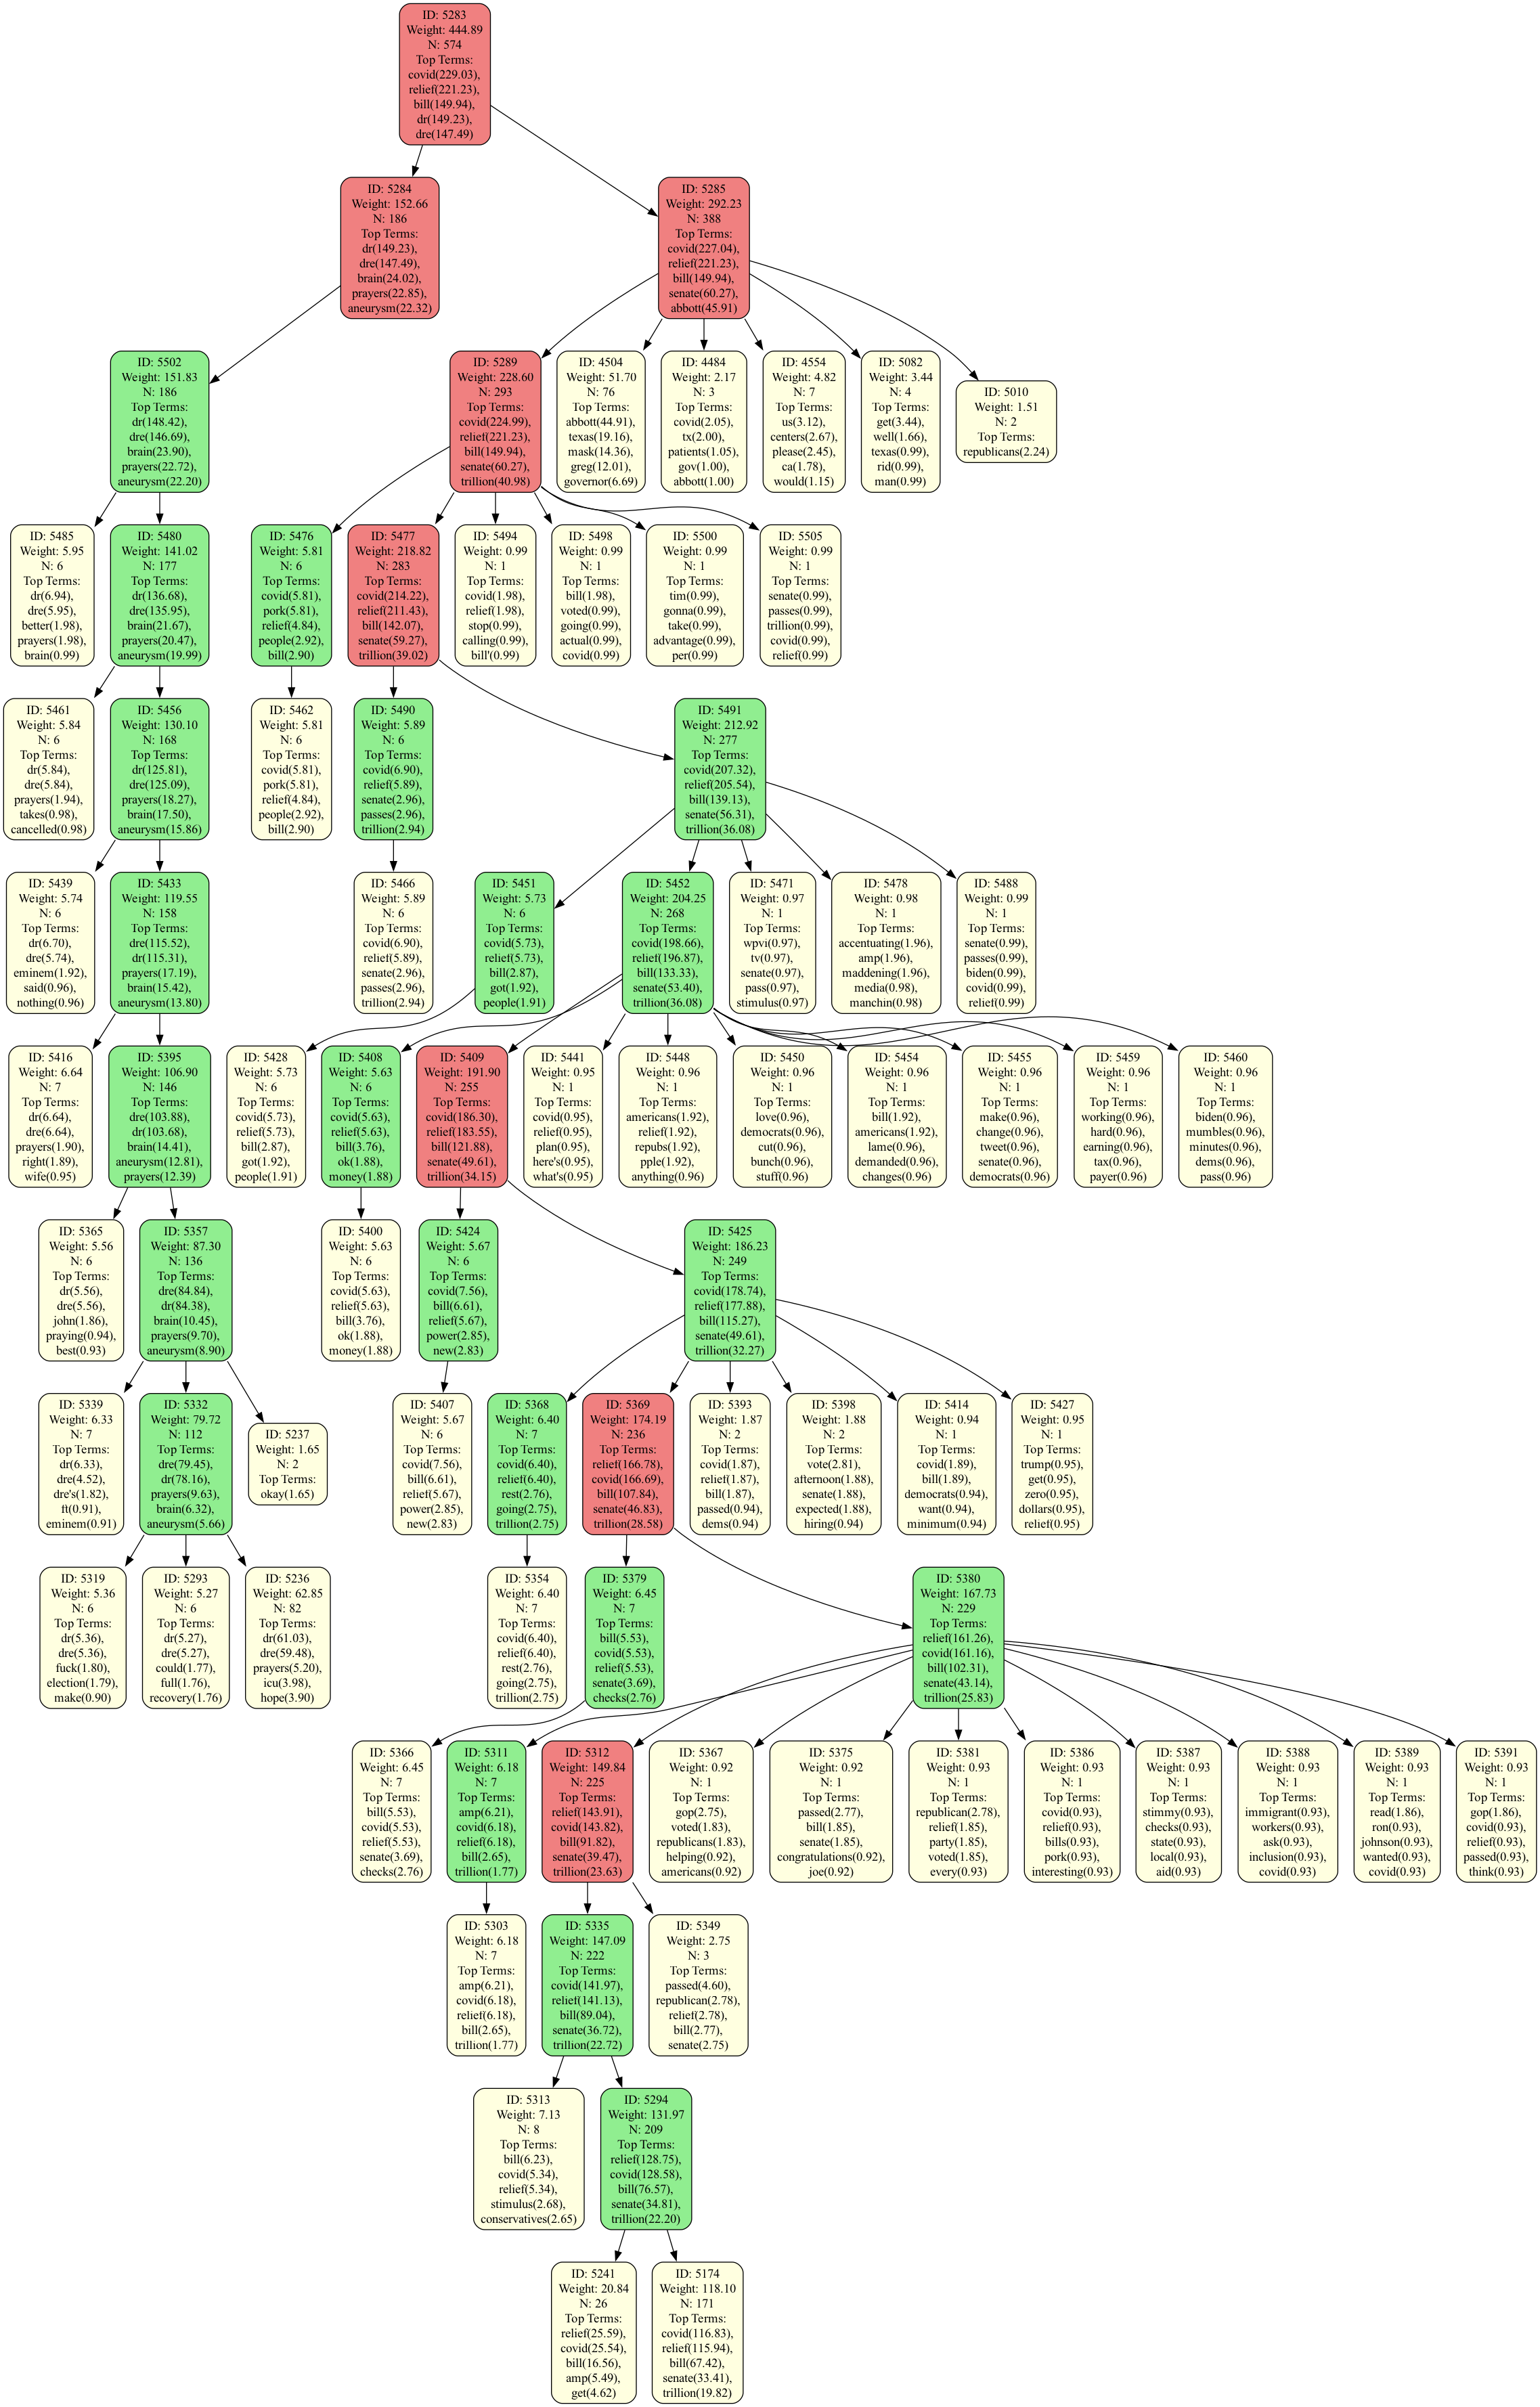 ID: 5283
Weight: 444.89
N: 574
Top Terms:
covid(229.03),
relief(221.23),
bill(149.94),
dr(149.23),
dre(147.49)
ID: 5284
Weight: 152.66
N: 186
Top Terms:
dr(149.23),
dre(147.49),
brain(24.02),
prayers(22.85),
aneurysm(22.32)
ID: 5285
Weight: 292.23
N: 388
Top Terms:
covid(227.04),
relief(221.23),
bill(149.94),
senate(60.27),
abbott(45.91)
ID: 5502
Weight: 151.83
N: 186
Top Terms:
dr(148.42),
dre(146.69),
brain(23.90),
prayers(22.72),
aneurysm(22.20)
ID: 5289
Weight: 228.60
N: 293
Top Terms:
covid(224.99),
relief(221.23),
bill(149.94),
senate(60.27),
trillion(40.98)
ID: 4504
Weight: 51.70
N: 76
Top Terms:
abbott(44.91),
texas(19.16),
mask(14.36),
greg(12.01),
governor(6.69)
ID: 4484
Weight: 2.17
N: 3
Top Terms:
covid(2.05),
tx(2.00),
patients(1.05),
gov(1.00),
abbott(1.00)
ID: 4554
Weight: 4.82
N: 7
Top Terms:
us(3.12),
centers(2.67),
please(2.45),
ca(1.78),
would(1.15)
ID: 5082
Weight: 3.44
N: 4
Top Terms:
get(3.44),
well(1.66),
texas(0.99),
rid(0.99),
man(0.99)
ID: 5010
Weight: 1.51
N: 2
Top Terms:
republicans(2.24)
ID: 5485
Weight: 5.95
N: 6
Top Terms:
dr(6.94),
dre(5.95),
better(1.98),
prayers(1.98),
brain(0.99)
ID: 5480
Weight: 141.02
N: 177
Top Terms:
dr(136.68),
dre(135.95),
brain(21.67),
prayers(20.47),
aneurysm(19.99)
ID: 5476
Weight: 5.81
N: 6
Top Terms:
covid(5.81),
pork(5.81),
relief(4.84),
people(2.92),
bill(2.90)
ID: 5477
Weight: 218.82
N: 283
Top Terms:
covid(214.22),
relief(211.43),
bill(142.07),
senate(59.27),
trillion(39.02)
ID: 5494
Weight: 0.99
N: 1
Top Terms:
covid(1.98),
relief(1.98),
stop(0.99),
calling(0.99),
bill'(0.99)
ID: 5498
Weight: 0.99
N: 1
Top Terms:
bill(1.98),
voted(0.99),
going(0.99),
actual(0.99),
covid(0.99)
ID: 5500
Weight: 0.99
N: 1
Top Terms:
tim(0.99),
gonna(0.99),
take(0.99),
advantage(0.99),
per(0.99)
ID: 5505
Weight: 0.99
N: 1
Top Terms:
senate(0.99),
passes(0.99),
trillion(0.99),
covid(0.99),
relief(0.99)
ID: 5461
Weight: 5.84
N: 6
Top Terms:
dr(5.84),
dre(5.84),
prayers(1.94),
takes(0.98),
cancelled(0.98)
ID: 5456
Weight: 130.10
N: 168
Top Terms:
dr(125.81),
dre(125.09),
prayers(18.27),
brain(17.50),
aneurysm(15.86)
ID: 5462
Weight: 5.81
N: 6
Top Terms:
covid(5.81),
pork(5.81),
relief(4.84),
people(2.92),
bill(2.90)
ID: 5490
Weight: 5.89
N: 6
Top Terms:
covid(6.90),
relief(5.89),
senate(2.96),
passes(2.96),
trillion(2.94)
ID: 5491
Weight: 212.92
N: 277
Top Terms:
covid(207.32),
relief(205.54),
bill(139.13),
senate(56.31),
trillion(36.08)
ID: 5439
Weight: 5.74
N: 6
Top Terms:
dr(6.70),
dre(5.74),
eminem(1.92),
said(0.96),
nothing(0.96)
ID: 5433
Weight: 119.55
N: 158
Top Terms:
dre(115.52),
dr(115.31),
prayers(17.19),
brain(15.42),
aneurysm(13.80)
ID: 5466
Weight: 5.89
N: 6
Top Terms:
covid(6.90),
relief(5.89),
senate(2.96),
passes(2.96),
trillion(2.94)
ID: 5451
Weight: 5.73
N: 6
Top Terms:
covid(5.73),
relief(5.73),
bill(2.87),
got(1.92),
people(1.91)
ID: 5452
Weight: 204.25
N: 268
Top Terms:
covid(198.66),
relief(196.87),
bill(133.33),
senate(53.40),
trillion(36.08)
ID: 5471
Weight: 0.97
N: 1
Top Terms:
wpvi(0.97),
tv(0.97),
senate(0.97),
pass(0.97),
stimulus(0.97)
ID: 5478
Weight: 0.98
N: 1
Top Terms:
accentuating(1.96),
amp(1.96),
maddening(1.96),
media(0.98),
manchin(0.98)
ID: 5488
Weight: 0.99
N: 1
Top Terms:
senate(0.99),
passes(0.99),
biden(0.99),
covid(0.99),
relief(0.99)
ID: 5416
Weight: 6.64
N: 7
Top Terms:
dr(6.64),
dre(6.64),
prayers(1.90),
right(1.89),
wife(0.95)
ID: 5395
Weight: 106.90
N: 146
Top Terms:
dre(103.88),
dr(103.68),
brain(14.41),
aneurysm(12.81),
prayers(12.39)
ID: 5428
Weight: 5.73
N: 6
Top Terms:
covid(5.73),
relief(5.73),
bill(2.87),
got(1.92),
people(1.91)
ID: 5408
Weight: 5.63
N: 6
Top Terms:
covid(5.63),
relief(5.63),
bill(3.76),
ok(1.88),
money(1.88)
ID: 5409
Weight: 191.90
N: 255
Top Terms:
covid(186.30),
relief(183.55),
bill(121.88),
senate(49.61),
trillion(34.15)
ID: 5441
Weight: 0.95
N: 1
Top Terms:
covid(0.95),
relief(0.95),
plan(0.95),
here's(0.95),
what's(0.95)
ID: 5448
Weight: 0.96
N: 1
Top Terms:
americans(1.92),
relief(1.92),
repubs(1.92),
pple(1.92),
anything(0.96)
ID: 5450
Weight: 0.96
N: 1
Top Terms:
love(0.96),
democrats(0.96),
cut(0.96),
bunch(0.96),
stuff(0.96)
ID: 5454
Weight: 0.96
N: 1
Top Terms:
bill(1.92),
americans(1.92),
lame(0.96),
demanded(0.96),
changes(0.96)
ID: 5455
Weight: 0.96
N: 1
Top Terms:
make(0.96),
change(0.96),
tweet(0.96),
senate(0.96),
democrats(0.96)
ID: 5459
Weight: 0.96
N: 1
Top Terms:
working(0.96),
hard(0.96),
earning(0.96),
tax(0.96),
payer(0.96)
ID: 5460
Weight: 0.96
N: 1
Top Terms:
biden(0.96),
mumbles(0.96),
minutes(0.96),
dems(0.96),
pass(0.96)
ID: 5365
Weight: 5.56
N: 6
Top Terms:
dr(5.56),
dre(5.56),
john(1.86),
praying(0.94),
best(0.93)
ID: 5357
Weight: 87.30
N: 136
Top Terms:
dre(84.84),
dr(84.38),
brain(10.45),
prayers(9.70),
aneurysm(8.90)
ID: 5400
Weight: 5.63
N: 6
Top Terms:
covid(5.63),
relief(5.63),
bill(3.76),
ok(1.88),
money(1.88)
ID: 5424
Weight: 5.67
N: 6
Top Terms:
covid(7.56),
bill(6.61),
relief(5.67),
power(2.85),
new(2.83)
ID: 5425
Weight: 186.23
N: 249
Top Terms:
covid(178.74),
relief(177.88),
bill(115.27),
senate(49.61),
trillion(32.27)
ID: 5339
Weight: 6.33
N: 7
Top Terms:
dr(6.33),
dre(4.52),
dre's(1.82),
ft(0.91),
eminem(0.91)
ID: 5332
Weight: 79.72
N: 112
Top Terms:
dre(79.45),
dr(78.16),
prayers(9.63),
brain(6.32),
aneurysm(5.66)
ID: 5237
Weight: 1.65
N: 2
Top Terms:
okay(1.65)
ID: 5407
Weight: 5.67
N: 6
Top Terms:
covid(7.56),
bill(6.61),
relief(5.67),
power(2.85),
new(2.83)
ID: 5368
Weight: 6.40
N: 7
Top Terms:
covid(6.40),
relief(6.40),
rest(2.76),
going(2.75),
trillion(2.75)
ID: 5369
Weight: 174.19
N: 236
Top Terms:
relief(166.78),
covid(166.69),
bill(107.84),
senate(46.83),
trillion(28.58)
ID: 5393
Weight: 1.87
N: 2
Top Terms:
covid(1.87),
relief(1.87),
bill(1.87),
passed(0.94),
dems(0.94)
ID: 5398
Weight: 1.88
N: 2
Top Terms:
vote(2.81),
afternoon(1.88),
senate(1.88),
expected(1.88),
hiring(0.94)
ID: 5414
Weight: 0.94
N: 1
Top Terms:
covid(1.89),
bill(1.89),
democrats(0.94),
want(0.94),
minimum(0.94)
ID: 5427
Weight: 0.95
N: 1
Top Terms:
trump(0.95),
get(0.95),
zero(0.95),
dollars(0.95),
relief(0.95)
ID: 5319
Weight: 5.36
N: 6
Top Terms:
dr(5.36),
dre(5.36),
fuck(1.80),
election(1.79),
make(0.90)
ID: 5293
Weight: 5.27
N: 6
Top Terms:
dr(5.27),
dre(5.27),
could(1.77),
full(1.76),
recovery(1.76)
ID: 5236
Weight: 62.85
N: 82
Top Terms:
dr(61.03),
dre(59.48),
prayers(5.20),
icu(3.98),
hope(3.90)
ID: 5354
Weight: 6.40
N: 7
Top Terms:
covid(6.40),
relief(6.40),
rest(2.76),
going(2.75),
trillion(2.75)
ID: 5379
Weight: 6.45
N: 7
Top Terms:
bill(5.53),
covid(5.53),
relief(5.53),
senate(3.69),
checks(2.76)
ID: 5380
Weight: 167.73
N: 229
Top Terms:
relief(161.26),
covid(161.16),
bill(102.31),
senate(43.14),
trillion(25.83)
ID: 5366
Weight: 6.45
N: 7
Top Terms:
bill(5.53),
covid(5.53),
relief(5.53),
senate(3.69),
checks(2.76)
ID: 5311
Weight: 6.18
N: 7
Top Terms:
amp(6.21),
covid(6.18),
relief(6.18),
bill(2.65),
trillion(1.77)
ID: 5312
Weight: 149.84
N: 225
Top Terms:
relief(143.91),
covid(143.82),
bill(91.82),
senate(39.47),
trillion(23.63)
ID: 5367
Weight: 0.92
N: 1
Top Terms:
gop(2.75),
voted(1.83),
republicans(1.83),
helping(0.92),
americans(0.92)
ID: 5375
Weight: 0.92
N: 1
Top Terms:
passed(2.77),
bill(1.85),
senate(1.85),
congratulations(0.92),
joe(0.92)
ID: 5381
Weight: 0.93
N: 1
Top Terms:
republican(2.78),
relief(1.85),
party(1.85),
voted(1.85),
every(0.93)
ID: 5386
Weight: 0.93
N: 1
Top Terms:
covid(0.93),
relief(0.93),
bills(0.93),
pork(0.93),
interesting(0.93)
ID: 5387
Weight: 0.93
N: 1
Top Terms:
stimmy(0.93),
checks(0.93),
state(0.93),
local(0.93),
aid(0.93)
ID: 5388
Weight: 0.93
N: 1
Top Terms:
immigrant(0.93),
workers(0.93),
ask(0.93),
inclusion(0.93),
covid(0.93)
ID: 5389
Weight: 0.93
N: 1
Top Terms:
read(1.86),
ron(0.93),
johnson(0.93),
wanted(0.93),
covid(0.93)
ID: 5391
Weight: 0.93
N: 1
Top Terms:
gop(1.86),
covid(0.93),
relief(0.93),
passed(0.93),
think(0.93)
ID: 5303
Weight: 6.18
N: 7
Top Terms:
amp(6.21),
covid(6.18),
relief(6.18),
bill(2.65),
trillion(1.77)
ID: 5335
Weight: 147.09
N: 222
Top Terms:
covid(141.97),
relief(141.13),
bill(89.04),
senate(36.72),
trillion(22.72)
ID: 5349
Weight: 2.75
N: 3
Top Terms:
passed(4.60),
republican(2.78),
relief(2.78),
bill(2.77),
senate(2.75)
ID: 5313
Weight: 7.13
N: 8
Top Terms:
bill(6.23),
covid(5.34),
relief(5.34),
stimulus(2.68),
conservatives(2.65)
ID: 5294
Weight: 131.97
N: 209
Top Terms:
relief(128.75),
covid(128.58),
bill(76.57),
senate(34.81),
trillion(22.20)
ID: 5241
Weight: 20.84
N: 26
Top Terms:
relief(25.59),
covid(25.54),
bill(16.56),
amp(5.49),
get(4.62)
ID: 5174
Weight: 118.10
N: 171
Top Terms:
covid(116.83),
relief(115.94),
bill(67.42),
senate(33.41),
trillion(19.82)